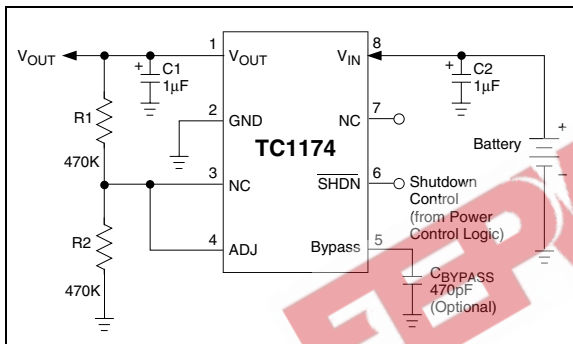 VOUT
1
VOUT
VIN
8
+
C1
1µF
+
C2
1µF
R1
470K
2
GND
NC
7
TC1174
Battery
+
−
3
NC
SHDN
6
Shutdown
Control
(from Power
Control Logic)
R2
470K
4
ADJ
Bypass
5
CBYPASS
470pF
(Optional)